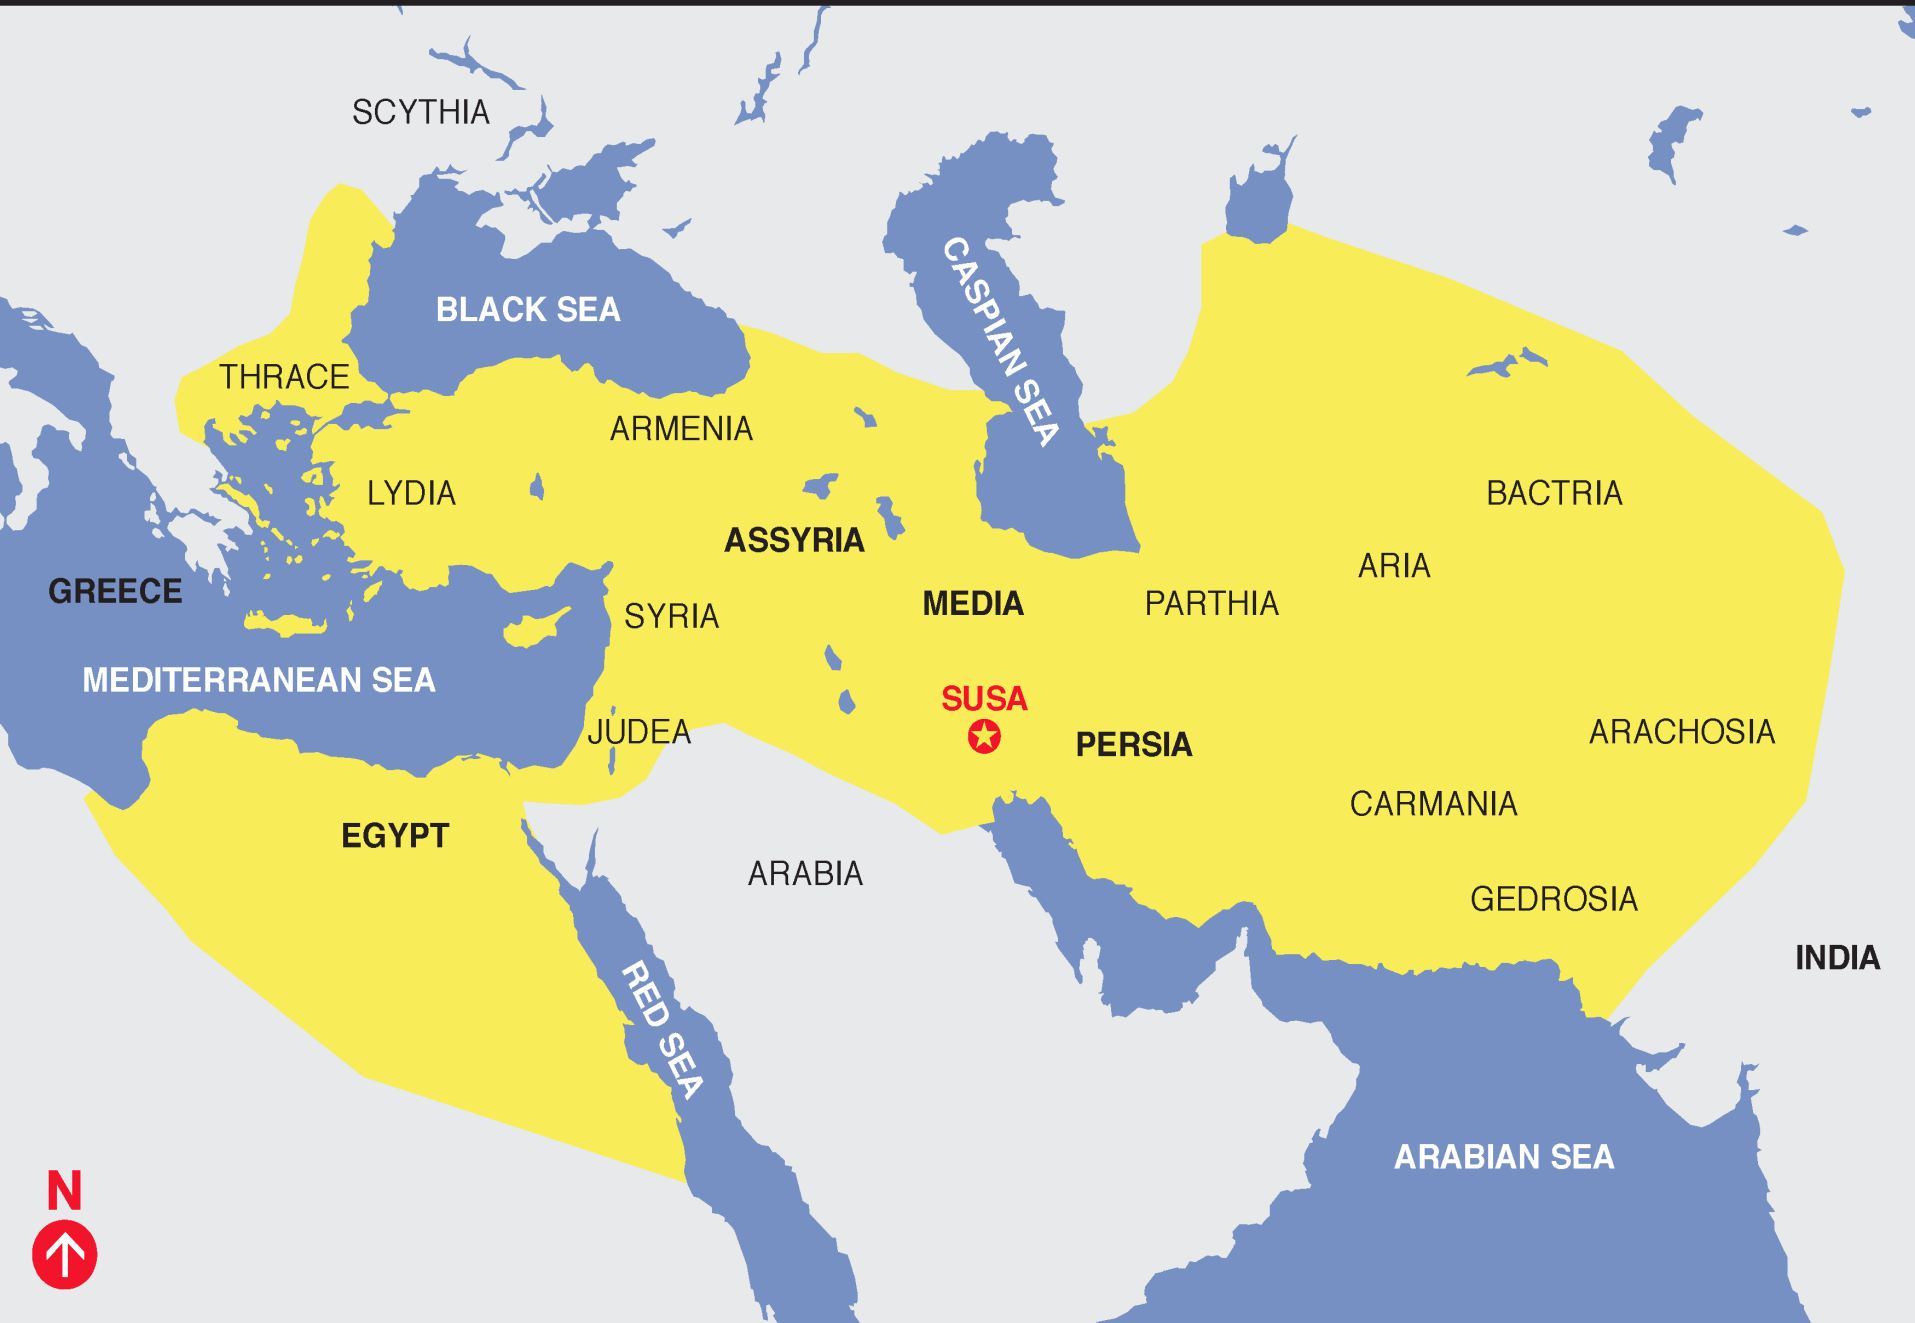 SCYTHIA
CASPIAN SEA
BLACK SEA
THRACE
ARMENIA
LYDIA
BACTRIA
ASSYRIA
ARIA
GREECE
MEDIA
PARTHIA
SYRIA
MEDITERRANEAN SEA
SUSA
JUDEA
PERSIA
ARACHOSIA
CARMANIA
EGYPT
ARABIA
GEDROSIA
INDIA
RED SEA
ARABIAN SEA
N